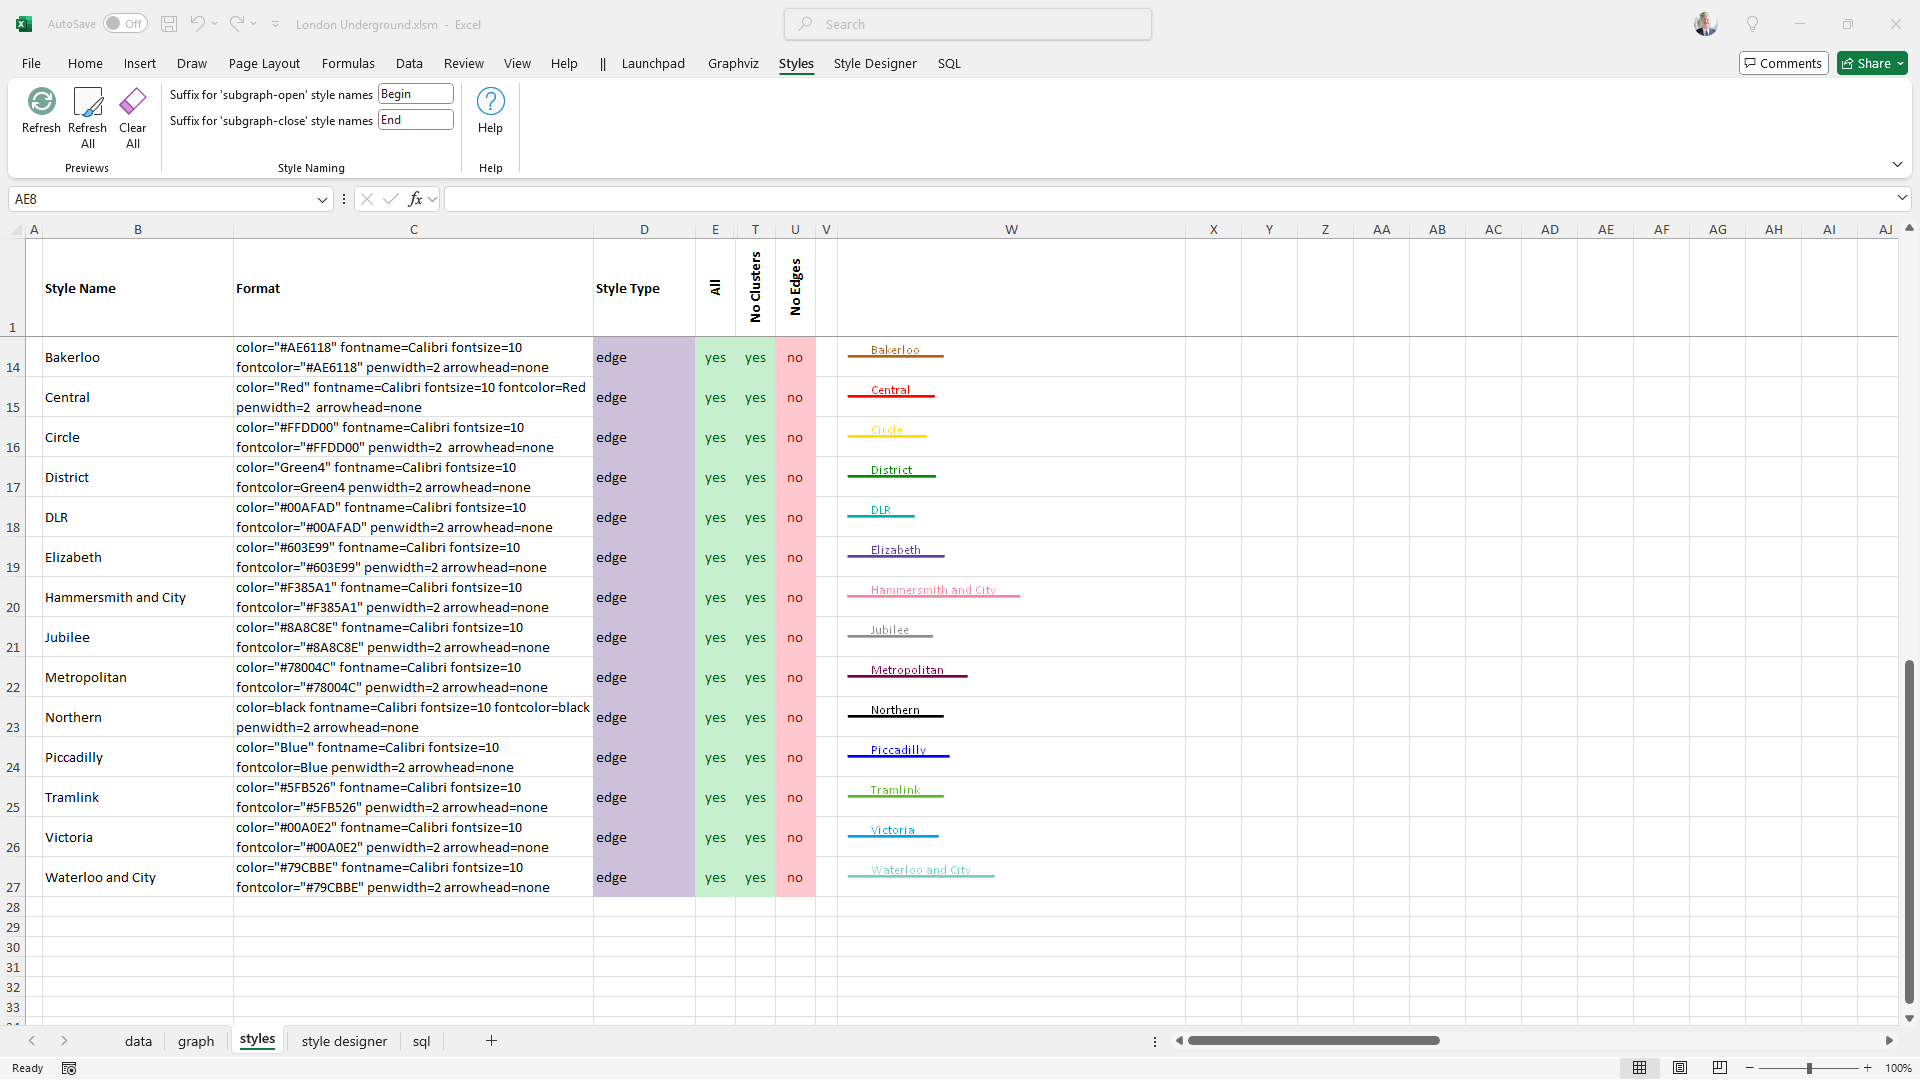 AutoSave Off London Underground.xlsm - Excel Search
File Home Insert Draw Page Layout Formulas Data Review View Help || Launchpad Graphviz Styles Style Designer SQL Comments Share
Refresh Refresh All Clear All
Previews
Suffix for 'subgraph-open' style names Begin
Suffix for 'subgraph-close' style names End
Style Naming
Help
Help
AE8 fx
A B C D E T U V W X Y Z AA AB AC AD AE AF AG AH AI AJ
1 Style Name Format Style Type All No Clusters No Edges
14 Bakerloo color="#AE6118" fontname=Calibri fontsize=10
fontcolor="#AE6118" penwidth=2 arrowhead=none edge yes yes no Bakerloo
15 Central color="Red" fontname=Calibri fontsize=10 fontcolor=Red
penwidth=2 arrowhead=none edge yes yes no Central
16 Circle color="#FFDD00" fontname=Calibri fontsize=10
fontcolor="#FFDD00" penwidth=2 arrowhead=none edge yes yes no Circle
17 District color="Green4" fontname=Calibri fontsize=10
fontcolor=Green4 penwidth=2 arrowhead=none edge yes yes no District
18 DLR color="#00AFAD" fontname=Calibri fontsize=10
fontcolor="#00AFAD" penwidth=2 arrowhead=none edge yes yes no DLR
19 Elizabeth color="#603E99" fontname=Calibri fontsize=10
fontcolor="#603E99" penwidth=2 arrowhead=none edge yes yes no Elizabeth
20 Hammersmith and City color="#F385A1" fontname=Calibri fontsize=10
fontcolor="#F385A1" penwidth=2 arrowhead=none edge yes yes no Hammersmith and City
21 Jubilee color="#8A8C8E" fontname=Calibri fontsize=10
fontcolor="#8A8C8E" penwidth=2 arrowhead=none edge yes yes no Jubilee
22 Metropolitan color="#78004C" fontname=Calibri fontsize=10
fontcolor="#78004C" penwidth=2 arrowhead=none edge yes yes no Metropolitan
23 Northern color=black fontname=Calibri fontsize=10 fontcolor=black
penwidth=2 arrowhead=none edge yes yes no Northern
24 Piccadilly color="Blue" fontname=Calibri fontsize=10
fontcolor=Blue penwidth=2 arrowhead=none edge yes yes no Piccadilly
25 Tramlink color="#5FB526" fontname=Calibri fontsize=10
fontcolor="#5FB526" penwidth=2 arrowhead=none edge yes yes no Tramlink
26 Victoria color="#00A0E2" fontname=Calibri fontsize=10
fontcolor="#00A0E2" penwidth=2 arrowhead=none edge yes yes no Victoria
27 Waterloo and City color="#79CBBE" fontname=Calibri fontsize=10
fontcolor="#79CBBE" penwidth=2 arrowhead=none edge yes yes no Waterloo and City
28
29
30
31
32
33
data graph styles style designer sql
Ready 100%